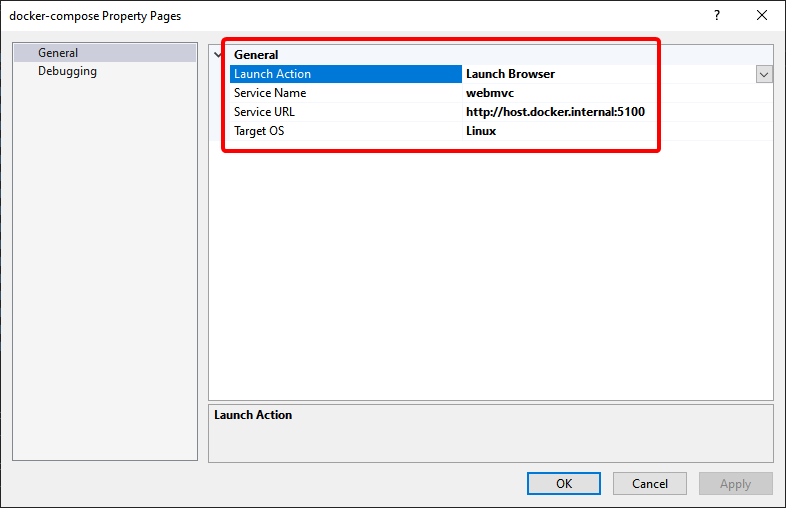 docker-compose Property Pages
General
Debugging
General
Launch Action Launch Browser
Service Name webmvc
Service URL http://host.docker.internal:5100
Target OS Linux
Launch Action
OK Cancel Apply